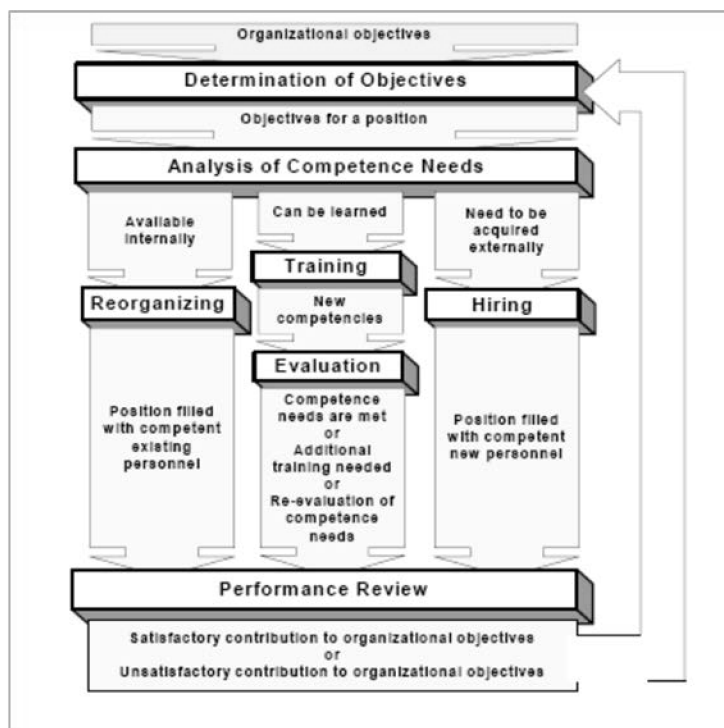 Organizational objectives
Determination of Objectives
Objectives for a position
Analysis of Competence Needs
Available
internally
Can be learned
Need to be
acquired
externally
Training
Reorganizing
New
competencies
Hiring
Evaluation
Position filled
with competent
existing
personnel
Competence
needs are met
or
Additional
training needed
or
Re-evaluation of
competence
needs
Position filled
with competent
new personnel
Performance Review
Satisfactory contribution to organizational objectives
or
Unsatisfactory contribution to organizational objectives